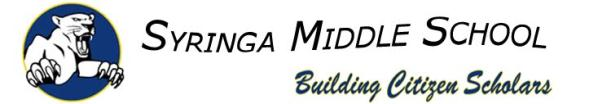 SYRINGA MIDDLE SCHOOL
Building Citizen Scholars